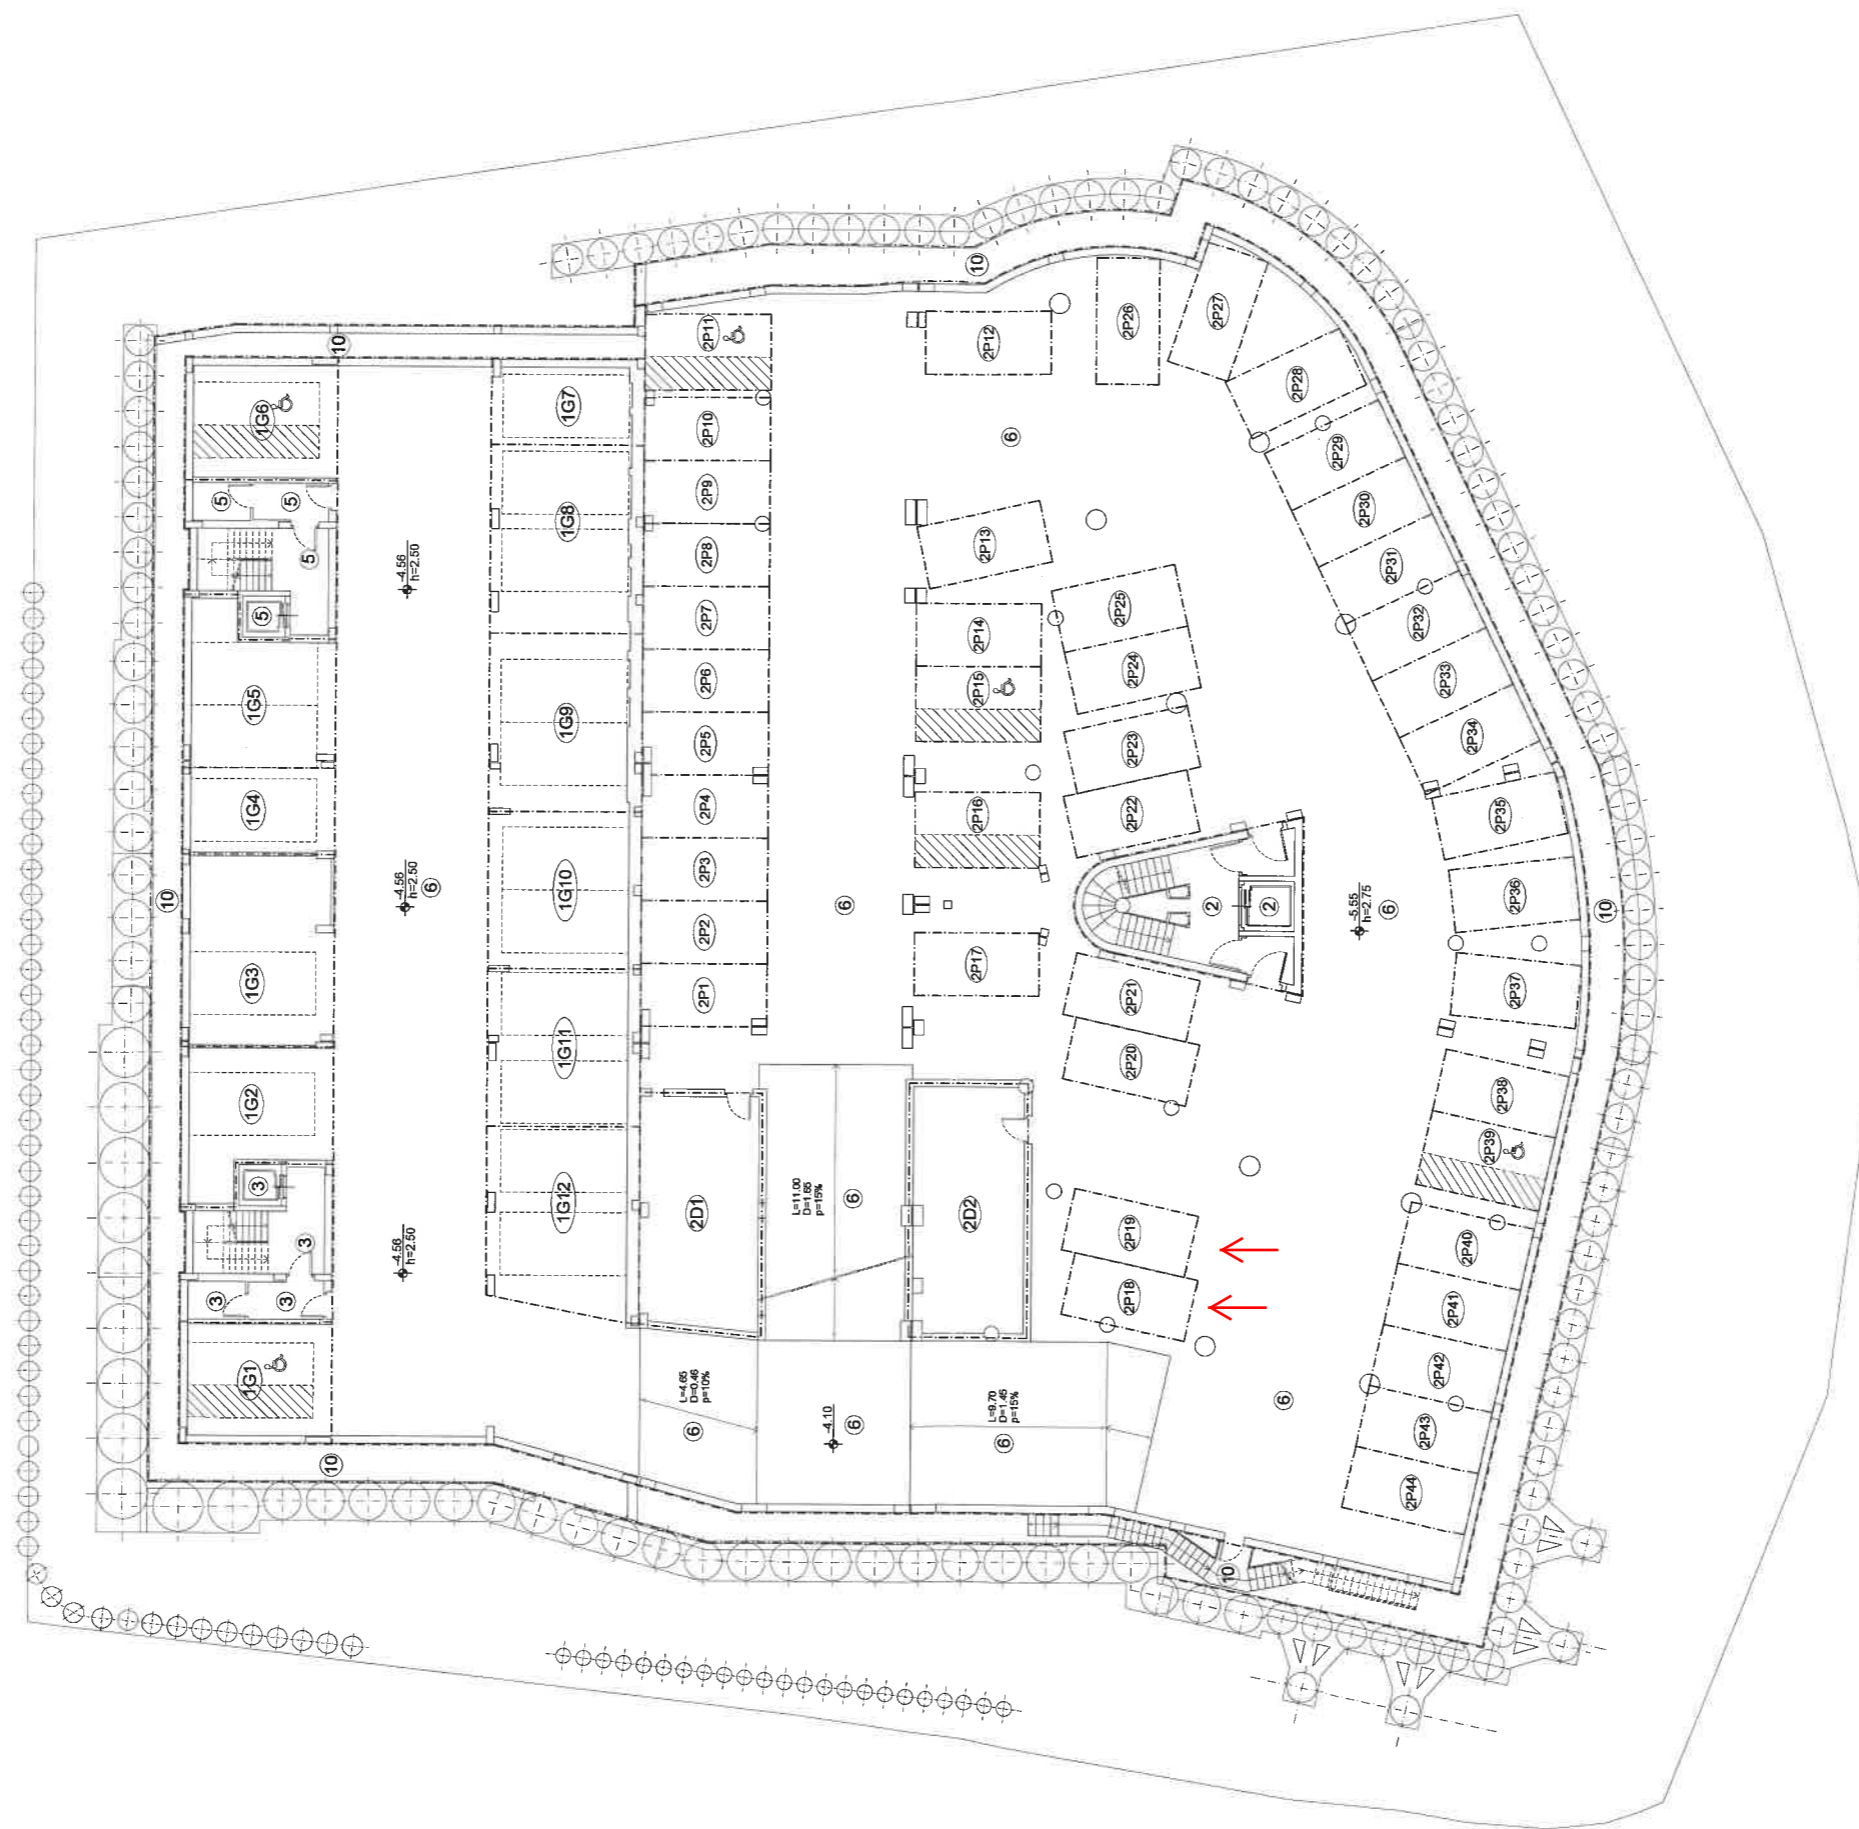 1G6
5
5
5
5
1G5
1G4
1G3
1G2
3
3
3
3
1G1
10
10
10
-4.56
h=2.50
-4.56
h=2.50
6
-4.56
h=2.50
1G7
1G8
1G9
1G10
1G11
1G12
2P11
2P10
2P9
2P8
2P7
2P6
2P5
2P4
2P3
2P2
2P1
2D1
L=11.00
D=1.65
p=15%
6
2D2
L=4.65
D=0.46
p=10%
6
-4.10
6
L=9.70
D=1.45
p=15%
6
6
10
2P12
6
2P13
2P14
2P15
2P16
2P17
2P26
2P27
2P28
2P29
2P30
2P31
2P32
2P33
2P34
2P35
2P36
2P37
2P38
2P39
2P40
2P41
2P42
2P43
2P44
2P25
2P24
2P23
2P22
2
2
2P21
2P20
2P19
2P18
-5.55
h=2.75
6
10
6
10